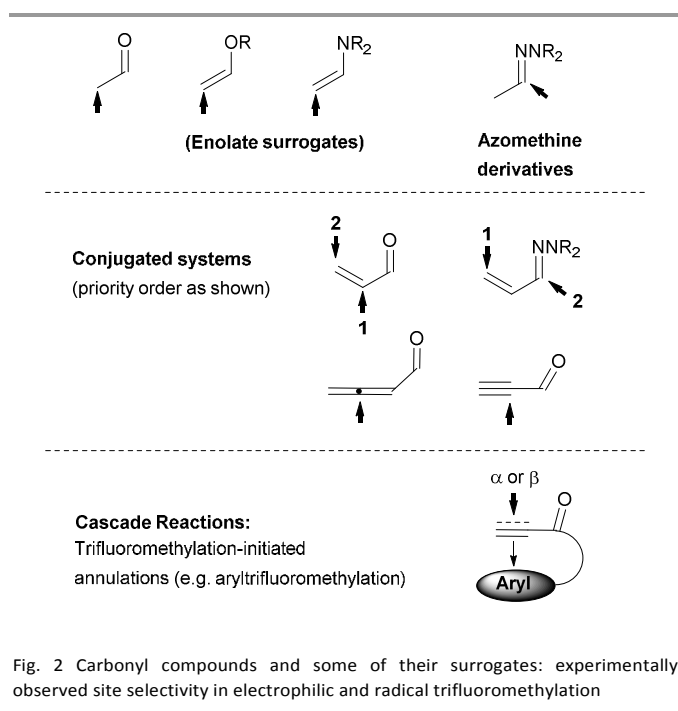 O
OR
NR2
NNR2
(Enolate surrogates)
Azomethine
derivatives
Conjugated systems
(priority order as shown)
2
O
1
1
NNR2
2
O
O
Cascade Reactions:
Trifluoromethylation-initiated
annulations (e.g. aryltrifluoromethylation)
α or β
O
Aryl
Fig. 2 Carbonyl compounds and some of their surrogates: experimentally
observed site selectivity in electrophilic and radical trifluoromethylation